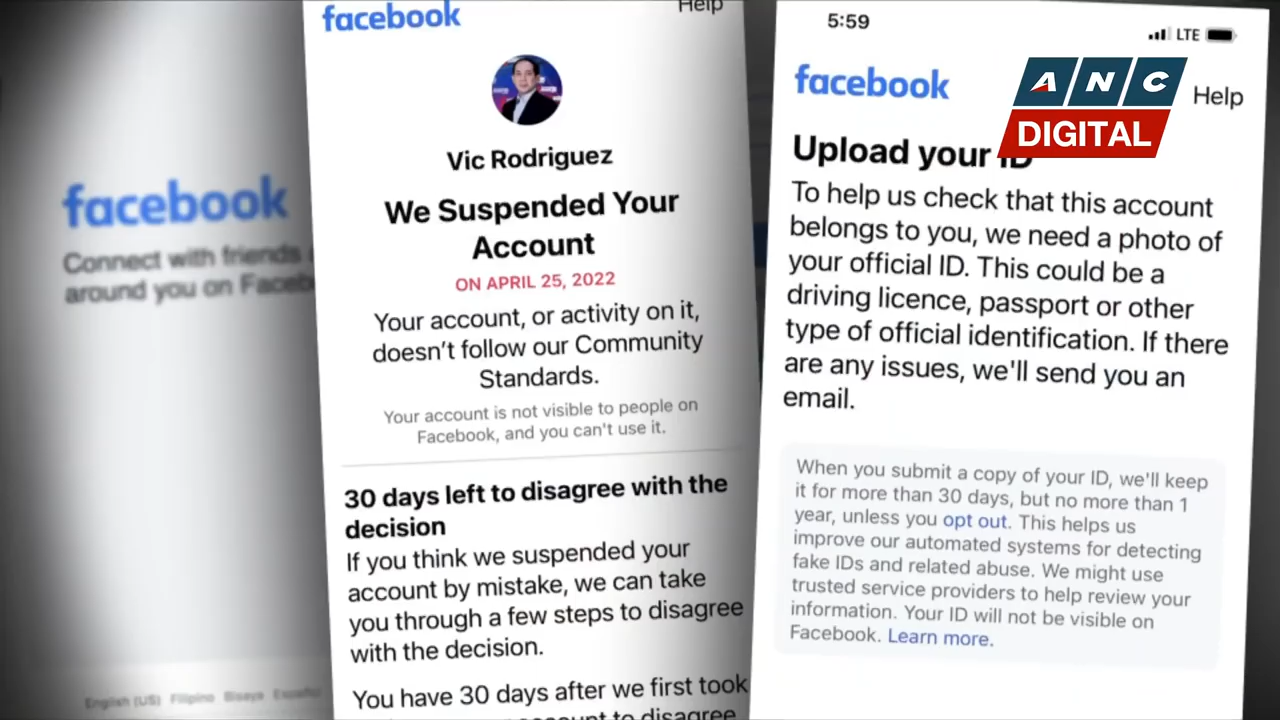 facebook
Connect with friends
around you on Faceb
English (US) Filipino Bisaya Español
facebook
Help
Vic Rodriguez
We Suspended Your
Account
ON APRIL 25, 2022
Your account, or activity on it,
doesn't follow our Community
Standards.
Your account is not visible to people on
Facebook, and you can't use it.
30 days left to disagree with the
decision
If you think we suspended your
account by mistake, we can take
you through a few steps to disagree
with the decision.
You have 30 days after we first took
account to disagree
5:59
LTE
facebook
Help
ANC
DIGITAL
Upload your ID
To help us check that this account
belongs to you, we need a photo of
your official ID. This could be a
driving licence, passport or other
type of official identification. If there
are any issues, we'll send you an
email.
When you submit a copy of your ID, we'll keep
it for more than 30 days, but no more than 1
year, unless you opt out. This helps us
improve our automated systems for detecting
fake IDs and related abuse. We might use
trusted service providers to help review your
information. Your ID will not be visible on
Facebook. Learn more.